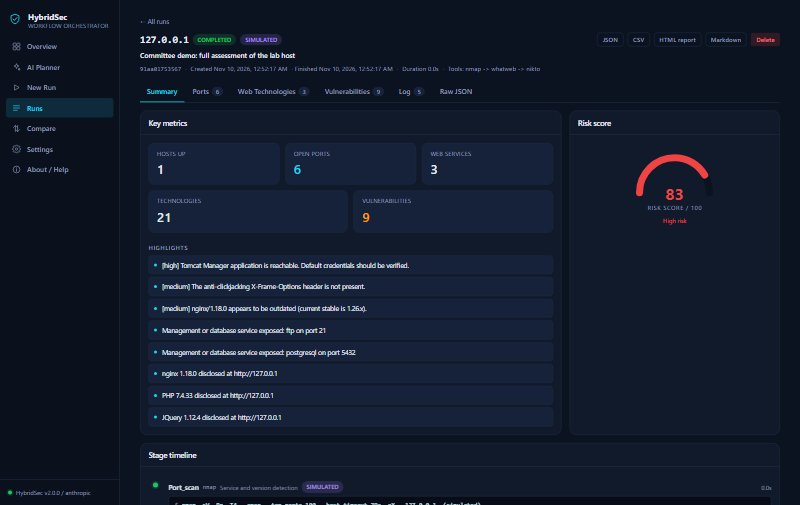 HybridSec
WORKFLOW ORCHESTRATOR
Overview
AI Planner
New Run
Runs
Compare
Settings
About / Help
HybridSec v2.0.0 / anthropic
← All runs
127.0.0.1 COMPLETED SIMULATED
JSON CSV HTML report Markdown Delete
Committee demo: full assessment of the lab host
91aa01753567 · Created Nov 10, 2026, 12:52:17 AM · Finished Nov 10, 2026, 12:52:17 AM · Duration 0.0s · Tools: nmap -> whatweb -> nikto
Summary Ports 6 Web Technologies 3 Vulnerabilities 9 Log 5 Raw JSON
Key metrics
HOSTS UP
1
OPEN PORTS
6
WEB SERVICES
3
TECHNOLOGIES
21
VULNERABILITIES
9
HIGHLIGHTS
[high] Tomcat Manager application is reachable. Default credentials should be verified.
[medium] The anti-clickjacking X-Frame-Options header is not present.
[medium] nginx/1.18.0 appears to be outdated (current stable is 1.26.x).
Management or database service exposed: ftp on port 21
Management or database service exposed: postgresql on port 5432
nginx 1.18.0 disclosed at http://127.0.0.1
PHP 7.4.33 disclosed at http://127.0.0.1
JQuery 1.12.4 disclosed at http://127.0.0.1
Risk score
83
RISK SCORE / 100
High risk
Stage timeline
Port_scan nmap Service and version detection SIMULATED 0.0s